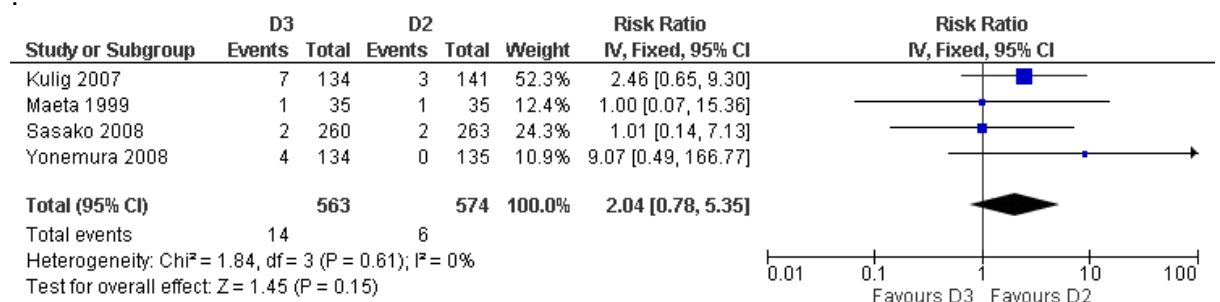 .
D3 D2 Risk Ratio Risk Ratio
Study or Subgroup Events Total Events Total Weight IV, Fixed, 95% CI IV, Fixed, 95% CI
Kulig 2007 7 134 3 141 52.3% 2.46 [0.65, 9.30]
Maeta 1999 1 35 1 35 12.4% 1.00 [0.07, 15.36]
Sasako 2008 2 260 2 263 24.3% 1.01 [0.14, 7.13]
Yonemura 2008 4 134 0 135 10.9% 9.07 [0.49, 166.77]
Total (95% CI) 563 574 100.0% 2.04 [0.78, 5.35]
Total events 14 6
Heterogeneity: Chi² = 1.84, df = 3 (P = 0.61); I² = 0%
Test for overall effect: Z = 1.45 (P = 0.15)
0.01 0.1 1 10 100
Favours D3 Favours D2